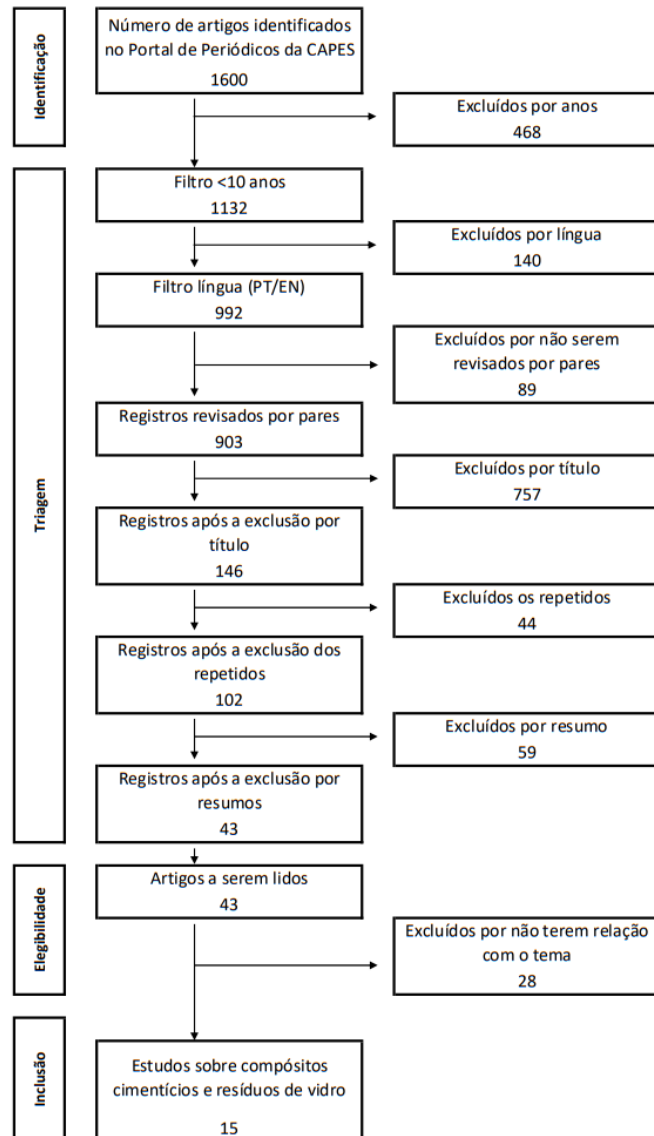 Identificação
Número de artigos identificados
no Portal de Periódicos da CAPES
1600
Excluídos por anos
468
Triagem
Filtro <10 anos
1132
Excluídos por língua
140
Filtro língua (PT/EN)
992
Excluídos por não serem
revisados por pares
89
Registros revisados por pares
903
Excluídos por título
757
Registros após a exclusão por
título
146
Excluídos os repetidos
44
Registros após a exclusão dos
repetidos
102
Excluídos por resumo
59
Registros após a exclusão por
resumos
43
Elegibilidade
Artigos a serem lidos
43
Excluídos por não terem relação
com o tema
28
Inclusão
Estudos sobre compósitos
cimentícios e resíduos de vidro
15